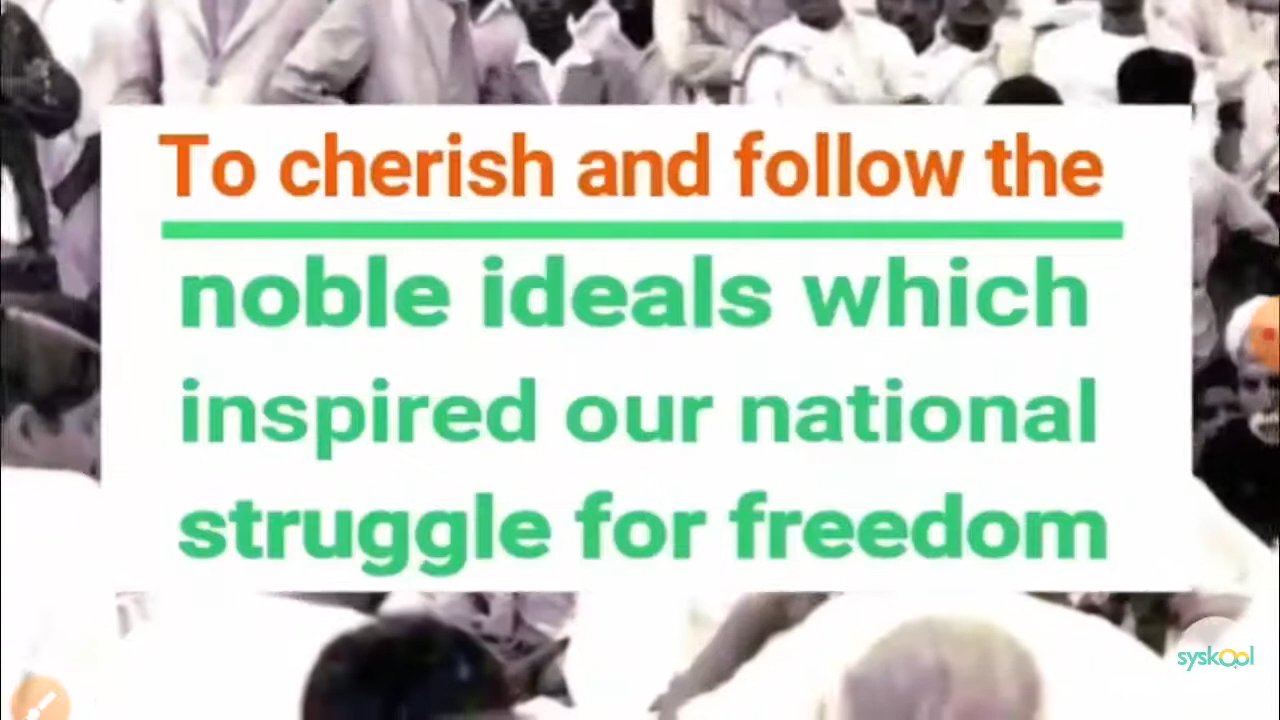 To cherish and follow the
noble ideals which
inspired our national
struggle for freedom
syskool